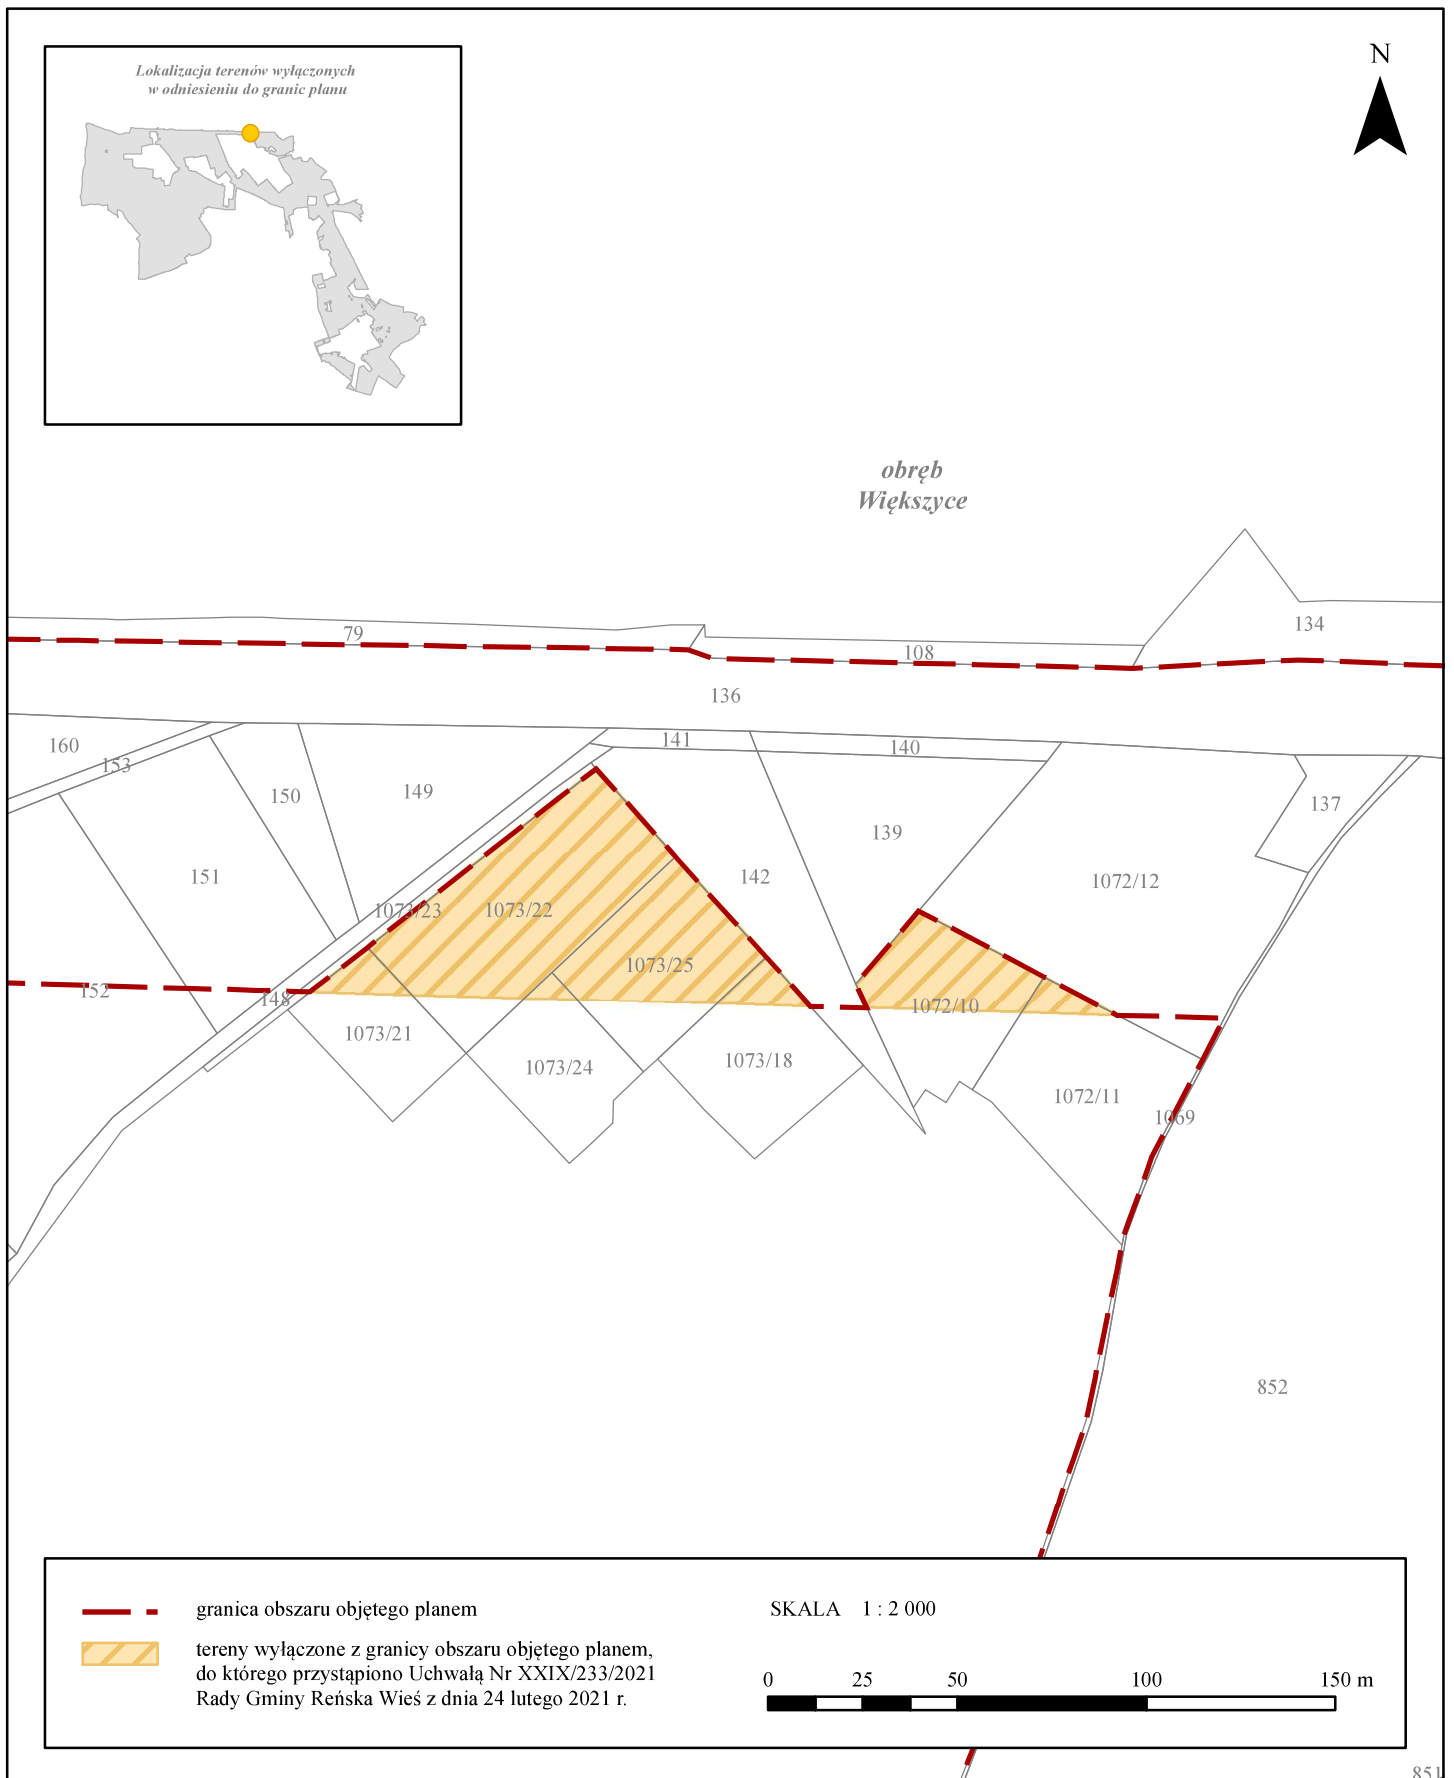 Lokalizacja terenów wyłączonych
w odniesieniu do granic planu
N
obręb
Większyce
134
79
108
136
141
140
160
153
150
149
137
139
151
142
1072/12
1073/23
1073/22
1073/25
152
148
1072/10
1073/21
1073/24
1073/18
1072/11
1069
852
granica obszaru objętego planem
tereny wyłączone z granicy obszaru objętego planem,
do którego przystąpiono Uchwałą Nr XXIX/233/2021
Rady Gminy Reńska Wieś z dnia 24 lutego 2021 r.
SKALA 1 : 2 000
0 25 50 100 150 m
851